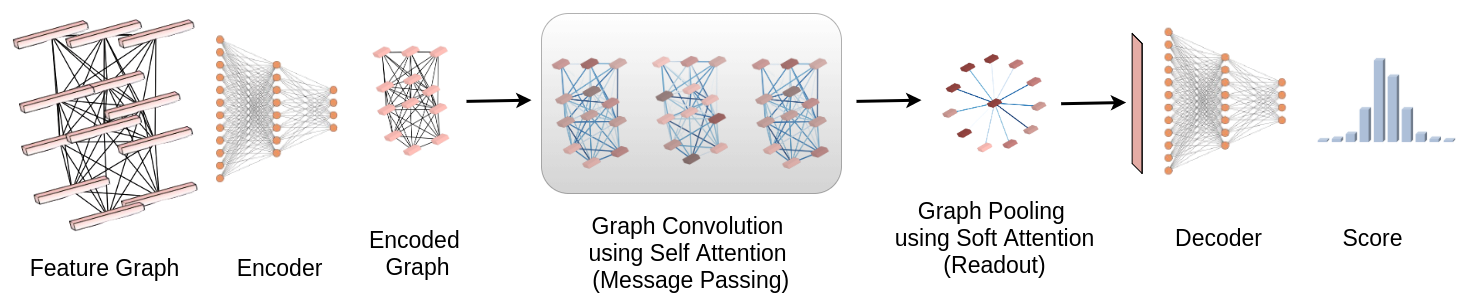 Feature Graph
Encoder
Encoded
Graph
Graph Convolution
using Self Attention
(Message Passing)
Graph Pooling
using Soft Attention
(Readout)
Decoder
Score